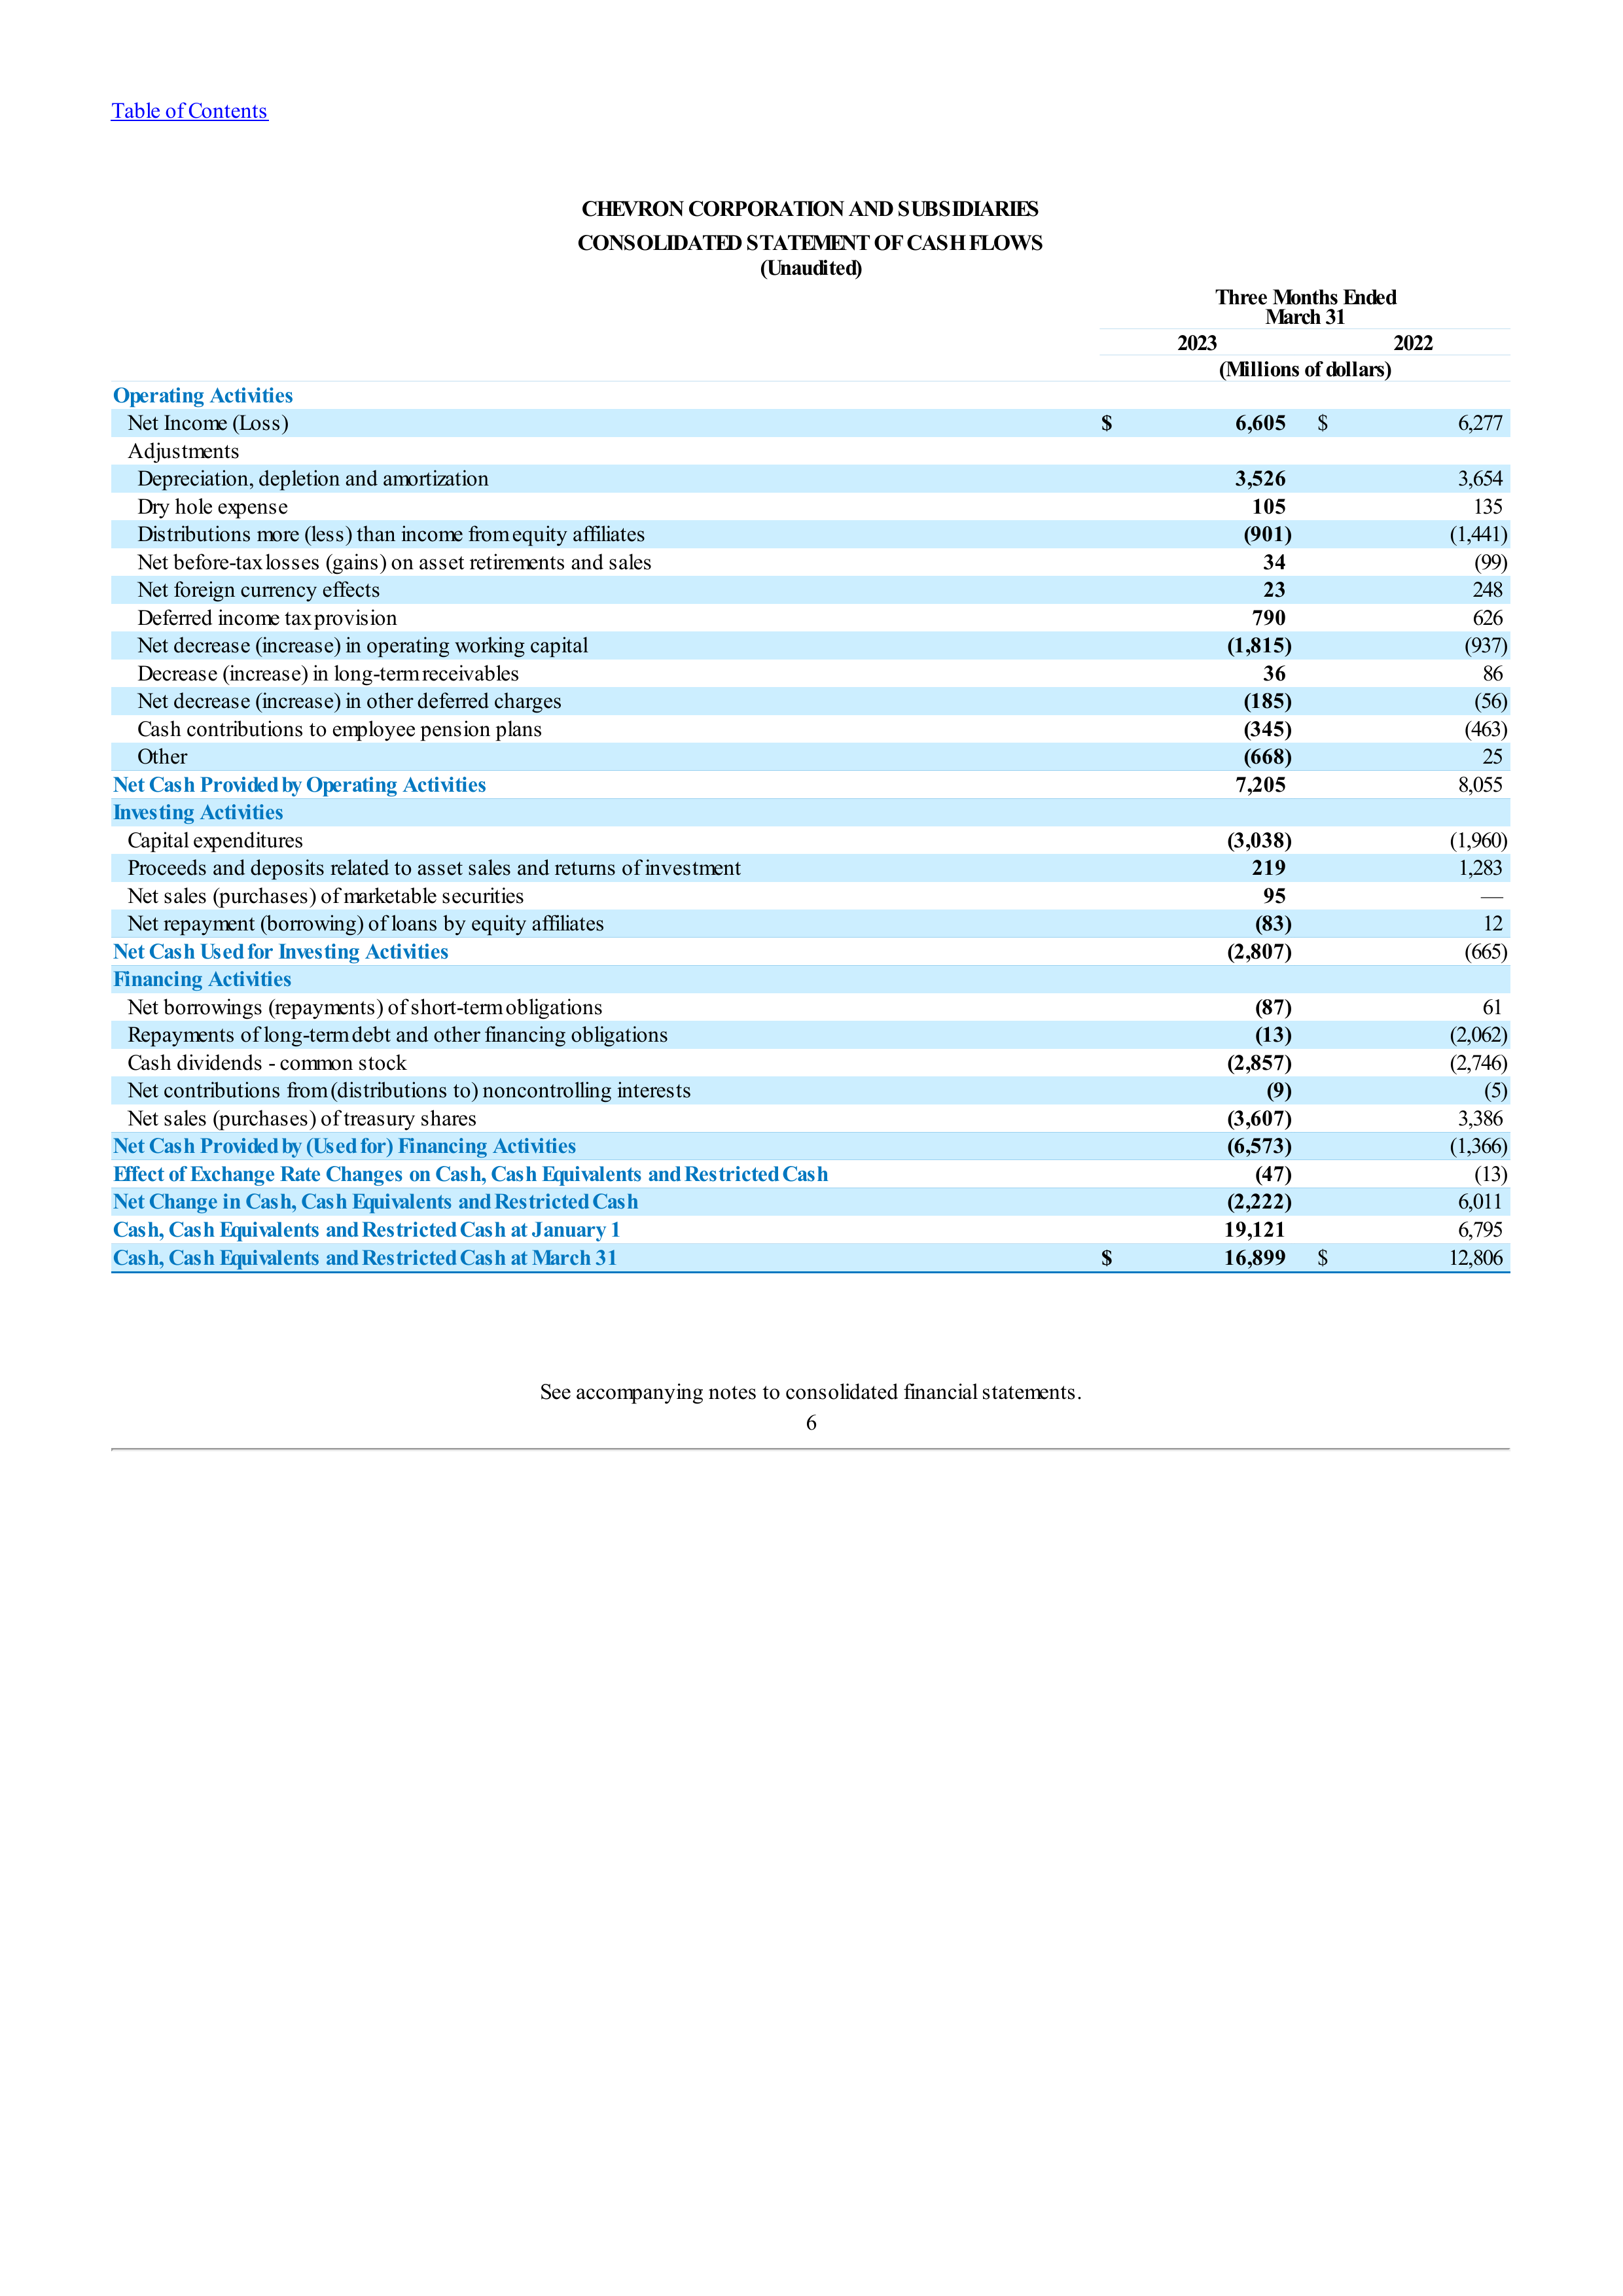 Table of Contents
CHEVRON CORPORATION AND SUBSIDIARIES
CONSOLIDATED STATEMENT OF CASH FLOWS
(Unaudited)
Three Months Ended
March 31
2023 2022
(Millions of dollars)
Operating Activities
Net Income (Loss) $ 6,605 $ 6,277
Adjustments
Depreciation, depletion and amortization 3,526 3,654
Dry hole expense 105 135
Distributions more (less) than income from equity affiliates (901) (1,441)
Net before-tax losses (gains) on asset retirements and sales 34 (99)
Net foreign currency effects 23 248
Deferred income tax provision 790 626
Net decrease (increase) in operating working capital (1,815) (937)
Decrease (increase) in long-term receivables 36 86
Net decrease (increase) in other deferred charges (185) (56)
Cash contributions to employee pension plans (345) (463)
Other (668) 25
Net Cash Provided by Operating Activities 7,205 8,055
Investing Activities
Capital expenditures (3,038) (1,960)
Proceeds and deposits related to asset sales and returns of investment 219 1,283
Net sales (purchases) of marketable securities 95 —
Net repayment (borrowing) of loans by equity affiliates (83) 12
Net Cash Used for Investing Activities (2,807) (665)
Financing Activities
Net borrowings (repayments) of short-term obligations (87) 61
Repayments of long-term debt and other financing obligations (13) (2,062)
Cash dividends - common stock (2,857) (2,746)
Net contributions from (distributions to) noncontrolling interests (9) (5)
Net sales (purchases) of treasury shares (3,607) 3,386
Net Cash Provided by (Used for) Financing Activities (6,573) (1,366)
Effect of Exchange Rate Changes on Cash, Cash Equivalents and Restricted Cash (47) (13)
Net Change in Cash, Cash Equivalents and Restricted Cash (2,222) 6,011
Cash, Cash Equivalents and Restricted Cash at January 1 19,121 6,795
Cash, Cash Equivalents and Restricted Cash at March 31 $ 16,899 $ 12,806
See accompanying notes to consolidated financial statements.
6